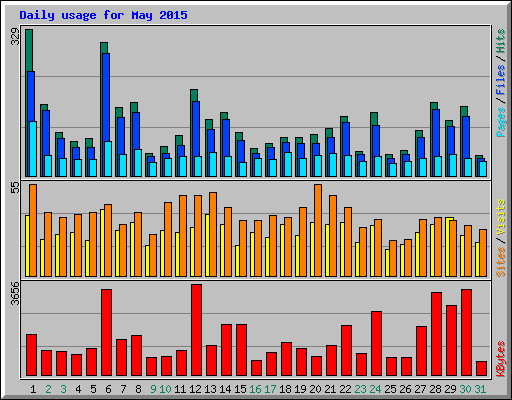 Daily usage for May 2015
329
Pages / Files / Hits
55
Sites / Visits
3656
KBytes
1 2 3 4 5 6 7 8 9 10 11 12 13 14 15 16 17 18 19 20 21 22 23 24 25 26 27 28 29 30 31